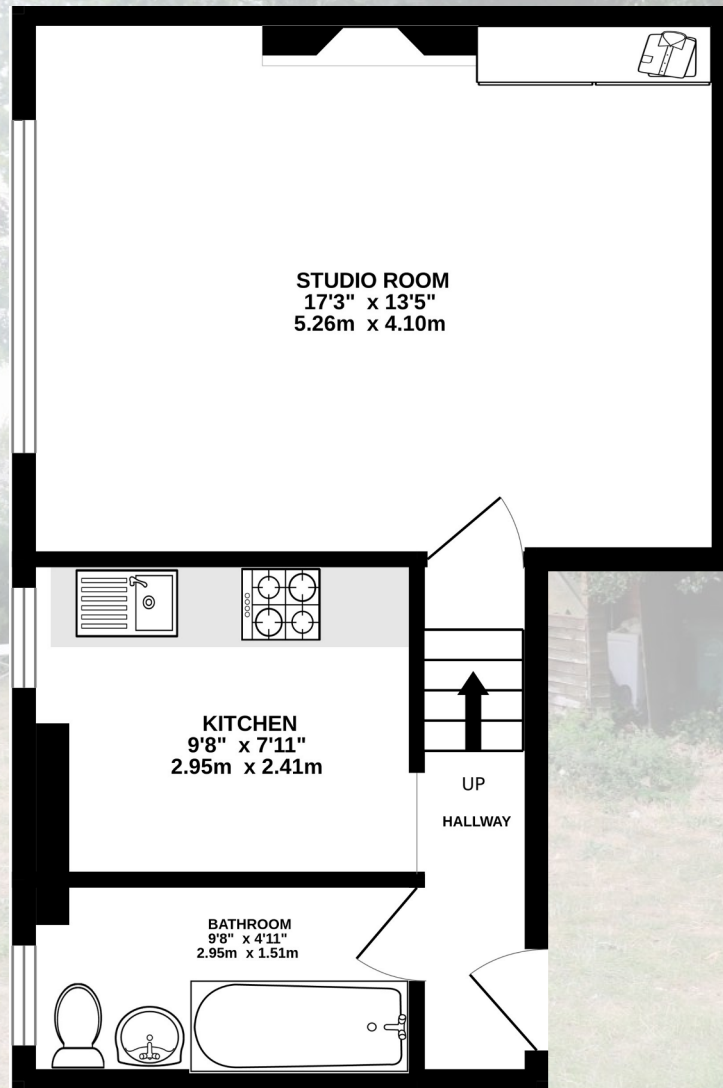 STUDIO ROOM
17'3" x 13'5"
5.26m x 4.10m
KITCHEN
9'8" x 7'11"
2.95m x 2.41m
UP
HALLWAY
BATHROOM
9'8" x 4'11"
2.95m x 1.51m